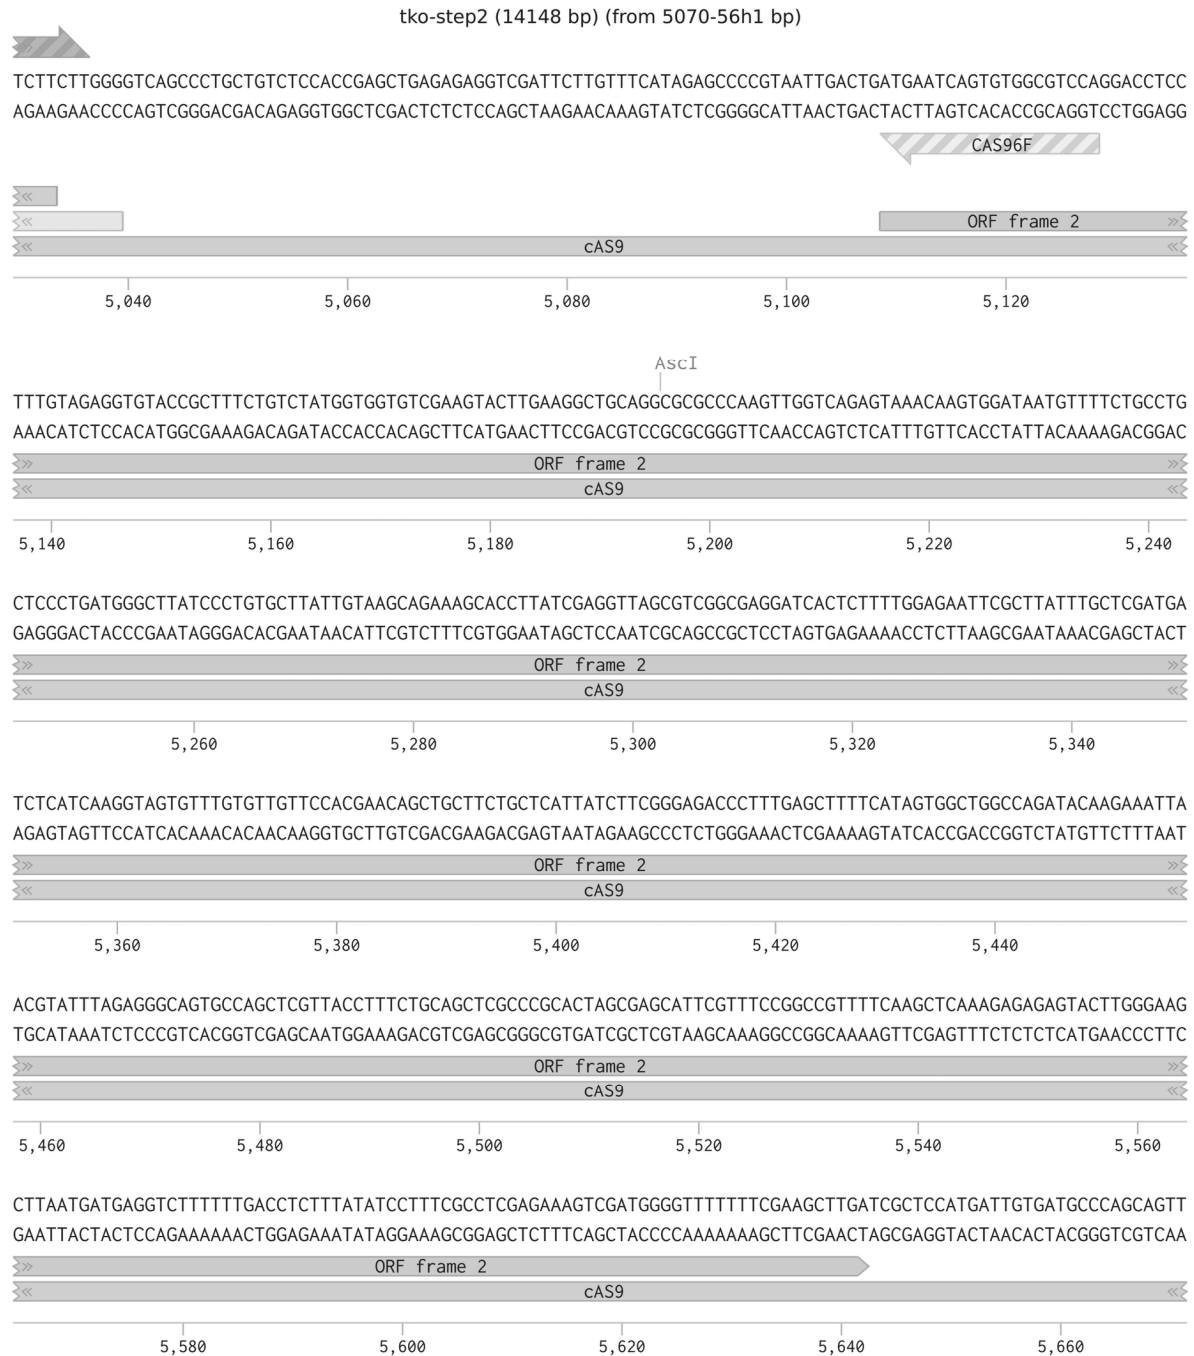 tko-step2 (14148 bp) (from 5070-56h1 bp)
TCTTCTTGGGGTCAGCCCTGCTGTCTCCACCGAGCTGAGAGAGGTCGATTCTTGTTTCATAGAGCCCCGTAATTGACTGATGAATCAGTGTGGCGTCCAGGACCTCC
AGAAGAACCCCAGTCGGGACGACAGAGGTGGCTCGACTCTCTCCAGCTAAGAACAAAGTATCTCGGGGCATTAACTGACTACTTAGTCACACCGCAGGTCCTGGAGG
CAS96F
ORF frame 2
cAS9
5,040 5,060 5,080 5,100 5,120
AscI
TTTGTAGAGGTGTACCGCTTTCTGTCTATGGTGGTGTCGAAGTACTTGAAGGCTGCAGGCGCGCCCAAGTTGGTCAGAGTAAACAAGTGGATAATGTTTTCTGCCTG
AAACATCTCCACATGGCGAAAGACAGATACCACCACAGCTTCATGAACTTCCGACGTCCGCGCGGGTTCAACCAGTCTCATTTGTTCACCTATTACAAAAGACGGAC
ORF frame 2
cAS9
5,140 5,160 5,180 5,200 5,220 5,240
CTCCCTGATGGGCTTATCCCTGTGCTTATTGTAAGCAGAAAGCACCTTATCGAGGTTAGCGTCGGCGAGGATCACTCTTTTGGAGAATTCGCTTATTTGCTCGATGA
GAGGGACTACCCGAATAGGGACACGAATAACATTCGTCTTTCGTGGAATAGCTCCAATCGCAGCCGCTCCTAGTGAGAAAACCTCTTAAGCGAATAAACGAGCTACT
ORF frame 2
cAS9
5,260 5,280 5,300 5,320 5,340
TCTCATCAAGGTAGTGTTTGTGTTGTTCCACGAACAGCTGCTTCTGCTCATTATCTTCGGGAGACCCTTTGAGCTTTTCATAGTGGCTGGCCAGATACAAGAAATTA
AGAGTAGTTCCATCACAAACACAACAAGGTGCTTGTCGACGAAGACGAGTAATAGAAGCCCTCTGGGAAACTCGAAAAGTATCACCGACCGGTCTATGTTCTTTAAT
ORF frame 2
cAS9
5,360 5,380 5,400 5,420 5,440
ACGTATTTAGAGGGCAGTGCCAGCTCGTTACCTTTCTGCAGCTCGCCCGCACTAGCGAGCATTCGTTTCCGGCCGTTTTCAAGCTCAAAGAGAGAGTACTTGGGAAG
TGCATAAATCTCCCGTCACGGTCGAGCAATGGAAAGACGTCGAGCGGGCGTGATCGCTCGTAAGCAAAGGCCGGCAAAAGTTCGAGTTTCTCTCTCATGAACCCTTC
ORF frame 2
cAS9
5,460 5,480 5,500 5,520 5,540 5,560
CTTAATGATGAGGTCTTTTTTGACCTCTTTATATCCTTTCGCCTCGAGAAAGTCGATGGGGTTTTTTTCGAAGCTTGATCGCTCCATGATTGTGATGCCCAGCAGTT
GAATTACTACTCCAGAAAAAACTGGAGAAATATAGGAAAGCGGAGCTCTTTCAGCTACCCCAAAAAAAGCTTCGAACTAGCGAGGTACTAACACTACGGGTCGTCAA
ORF frame 2
cAS9
5,580 5,600 5,620 5,640 5,660